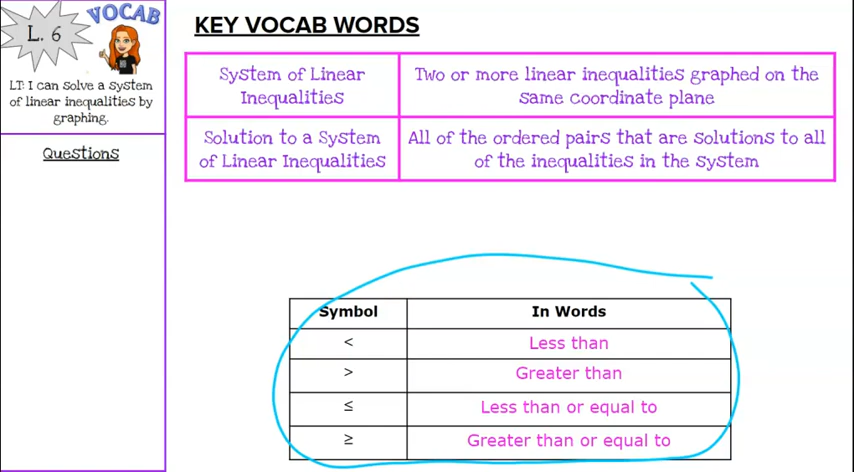 L. 6
VOCAB
LT: I can solve a system
of linear inequalities by
graphing.
Questions
KEY VOCAB WORDS
System of Linear
Inequalities
Two or more linear inequalities graphed on the
same coordinate plane
Solution to a System
of Linear Inequalities
All of the ordered pairs that are solutions to all
of the inequalities in the system
Symbol In Words
< Less than
> Greater than
≤ Less than or equal to
≥ Greater than or equal to